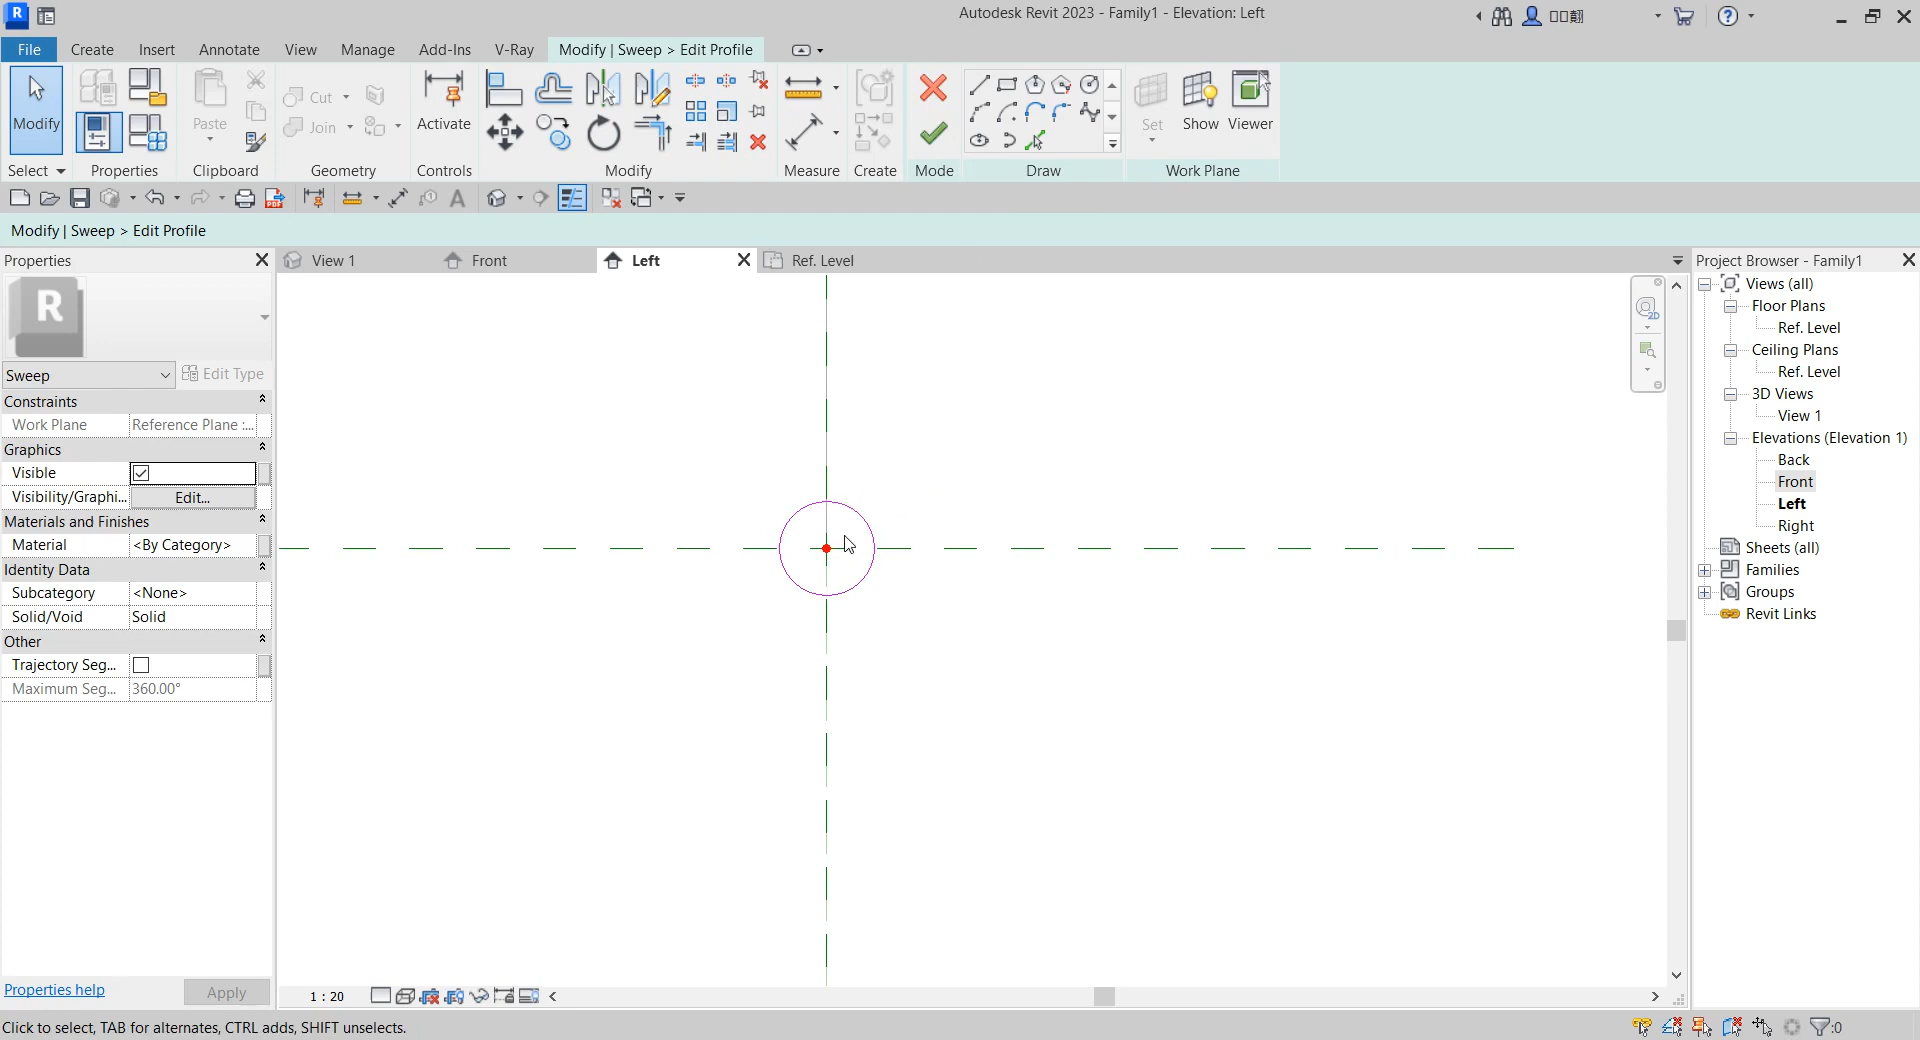 R
Autodesk Revit 2023 - Family1 - Elevation: Left
File Create Insert Annotate View Manage Add-Ins V-Ray Modify | Sweep > Edit Profile
Modify
Cut
Join
Paste
Activate
Set Show Viewer
Select Properties Clipboard Geometry Controls Modify Measure Create Mode Draw Work Plane
PDF
A
Modify | Sweep > Edit Profile
Properties
R
Sweep
Edit Type
Constraints
Work Plane Reference Plane :...
Graphics
Visible
Visibility/Graphi... Edit...
Materials and Finishes
Material <By Category>
Identity Data
Subcategory <None>
Solid/Void Solid
Other
Trajectory Seg...
Maximum Seg... 360.00°
Properties help
Apply
View 1 Front Left Ref. Level
2D
1 : 20
Project Browser - Family1
Views (all)
Floor Plans
Ref. Level
Ceiling Plans
Ref. Level
3D Views
View 1
Elevations (Elevation 1)
Back
Front
Left
Right
Sheets (all)
Families
Groups
Revit Links
Click to select, TAB for alternates, CTRL adds, SHIFT unselects.
:0